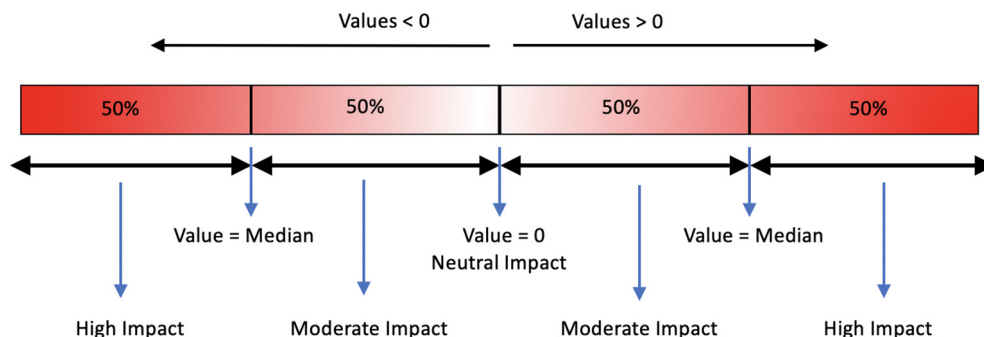 Values < 0
Values > 0
50%
50%
50%
50%
Value = Median
Value = 0
Neutral Impact
Value = Median
High Impact
Moderate Impact
Moderate Impact
High Impact